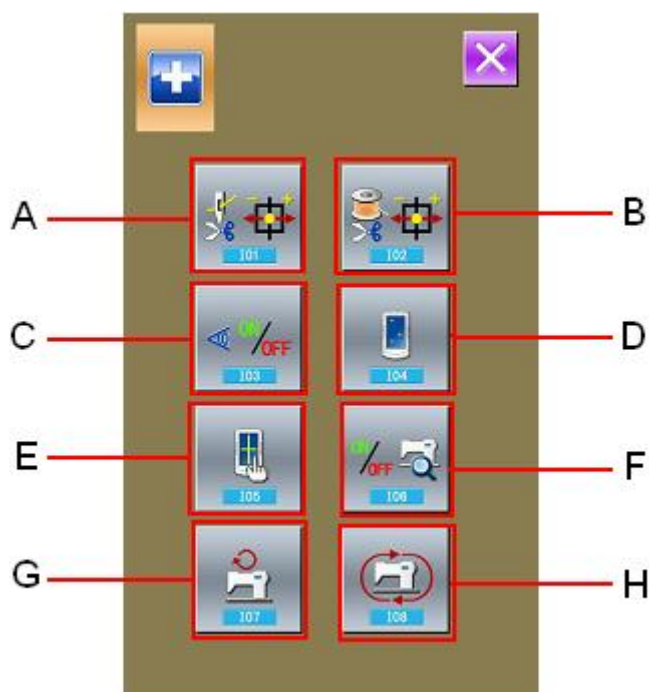 A B
I01 I02
C ON/OFF D
I03 I04
E ON/OFF F
I05 I06
G H
I07 I08